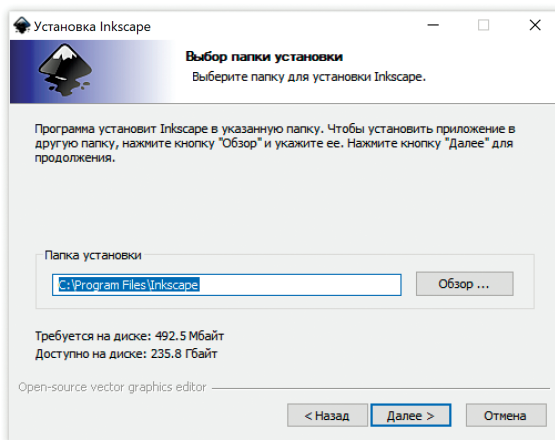 Установка Inkscape
Выбор папки установки
Выберите папку для установки Inkscape.
Программа установит Inkscape в указанную папку. Чтобы установить приложение в
другую папку, нажмите кнопку "Обзор" и укажите ее. Нажмите кнопку "Далее" для
продолжения.
Папка установки
C:\Program Files\Inkscape
Обзор ...
Требуется на диске: 492.5 Мбайт
Доступно на диске: 235.8 Гбайт
Open-source vector graphics editor
< Назад
Далее >
Отмена